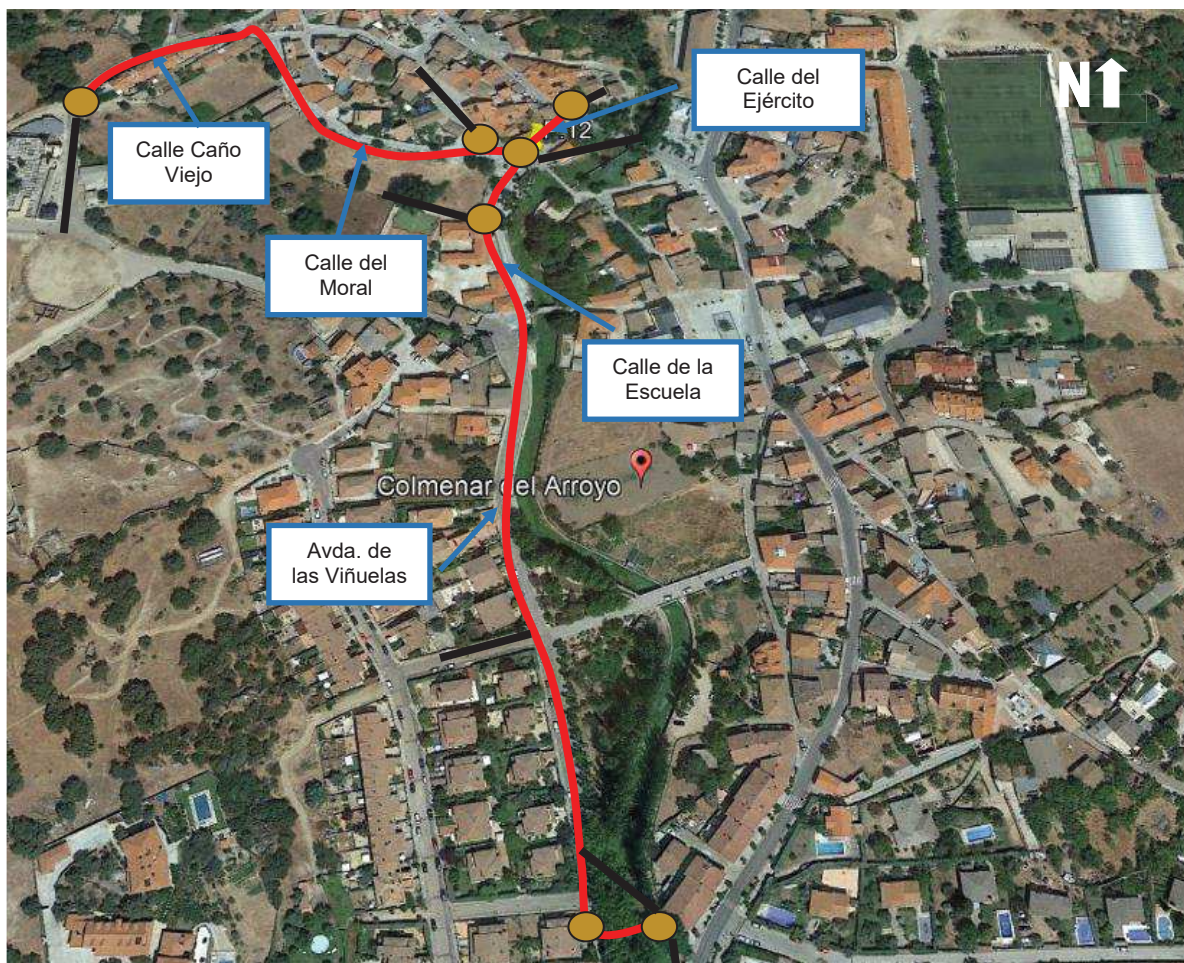 Calle del
Ejército
N
12
Calle Caño
Viejo
Calle del
Moral
Calle de la
Escuela
Colmenar del Arroyo
Avda. de
las Viñuelas